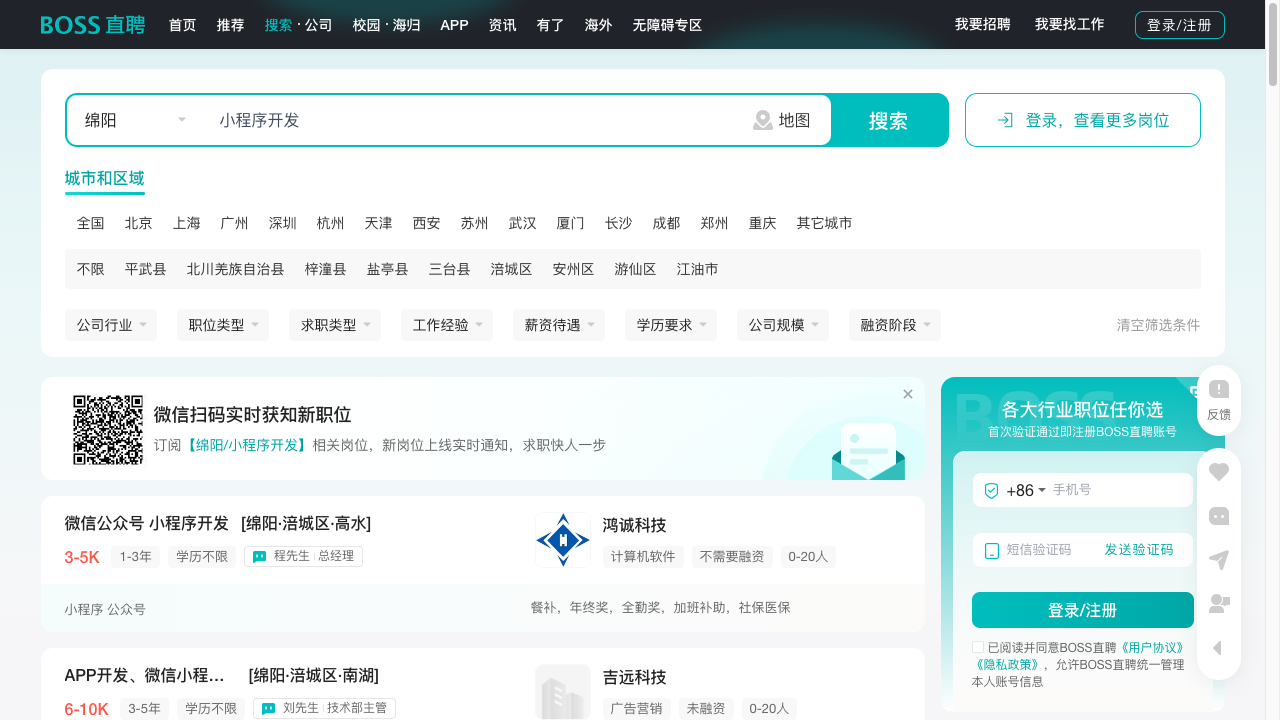 BOSS直聘 首页 推荐 搜索·公司 校园·海归 APP 资讯 有了 海外 无障碍专区 我要招聘 我要找工作 登录/注册
绵阳 小程序开发 地图 搜索 登录，查看更多岗位
城市和区域
全国 北京 上海 广州 深圳 杭州 天津 西安 苏州 武汉 厦门 长沙 成都 郑州 重庆 其它城市
不限 平武县 北川羌族自治县 梓潼县 盐亭县 三台县 涪城区 安州区 游仙区 江油市
公司行业 职位类型 求职类型 工作经验 薪资待遇 学历要求 公司规模 融资阶段 清空筛选条件
微信扫码实时获知新职位
订阅【绵阳/小程序开发】相关岗位，新岗位上线实时通知，求职快人一步
微信公众号 小程序开发 [绵阳·涪城区·高水]
3-5K 1-3年 学历不限 程先生 总经理
鸿诚科技
计算机软件 不需要融资 0-20人
小程序 公众号
餐补，年终奖，全勤奖，加班补助，社保医保
APP开发、微信小程... [绵阳·涪城区·南湖]
6-10K 3-5年 学历不限 刘先生 技术部主管
吉远科技
广告营销 未融资 0-20人
BOSS
各大行业职位任你选
首次验证通过即注册BOSS直聘账号
+86 手机号
短信验证码 发送验证码
登录/注册
已阅读并同意BOSS直聘《用户协议》
《隐私政策》，允许BOSS直聘统一管理
本人账号信息
反馈